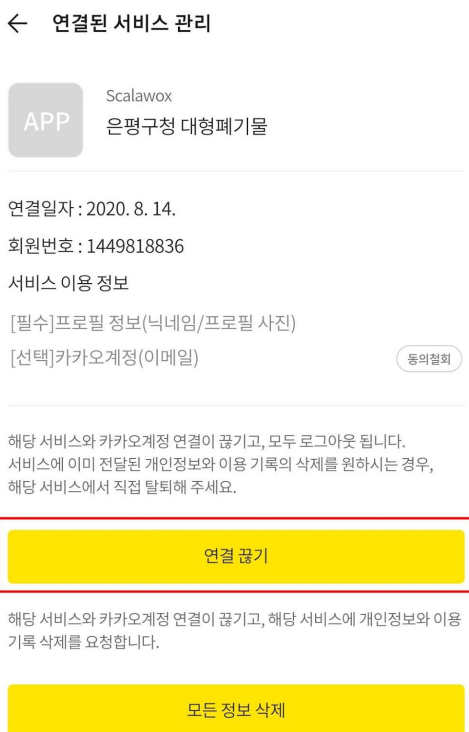 연결된 서비스 관리
APP
Scalawox
은평구청 대형폐기물
연결일자 : 2020. 8. 14.
회원번호 : 1449818836
서비스 이용 정보
[필수]프로필 정보(닉네임/프로필 사진)
[선택]카카오계정(이메일)
동의철회
해당 서비스와 카카오계정 연결이 끊기고, 모두 로그아웃 됩니다.
서비스에 이미 전달된 개인정보와 이용 기록의 삭제를 원하시는 경우,
해당 서비스에서 직접 탈퇴해 주세요.
연결 끊기
해당 서비스와 카카오계정 연결이 끊기고, 해당 서비스에 개인정보와 이용
기록 삭제를 요청합니다.
모든 정보 삭제